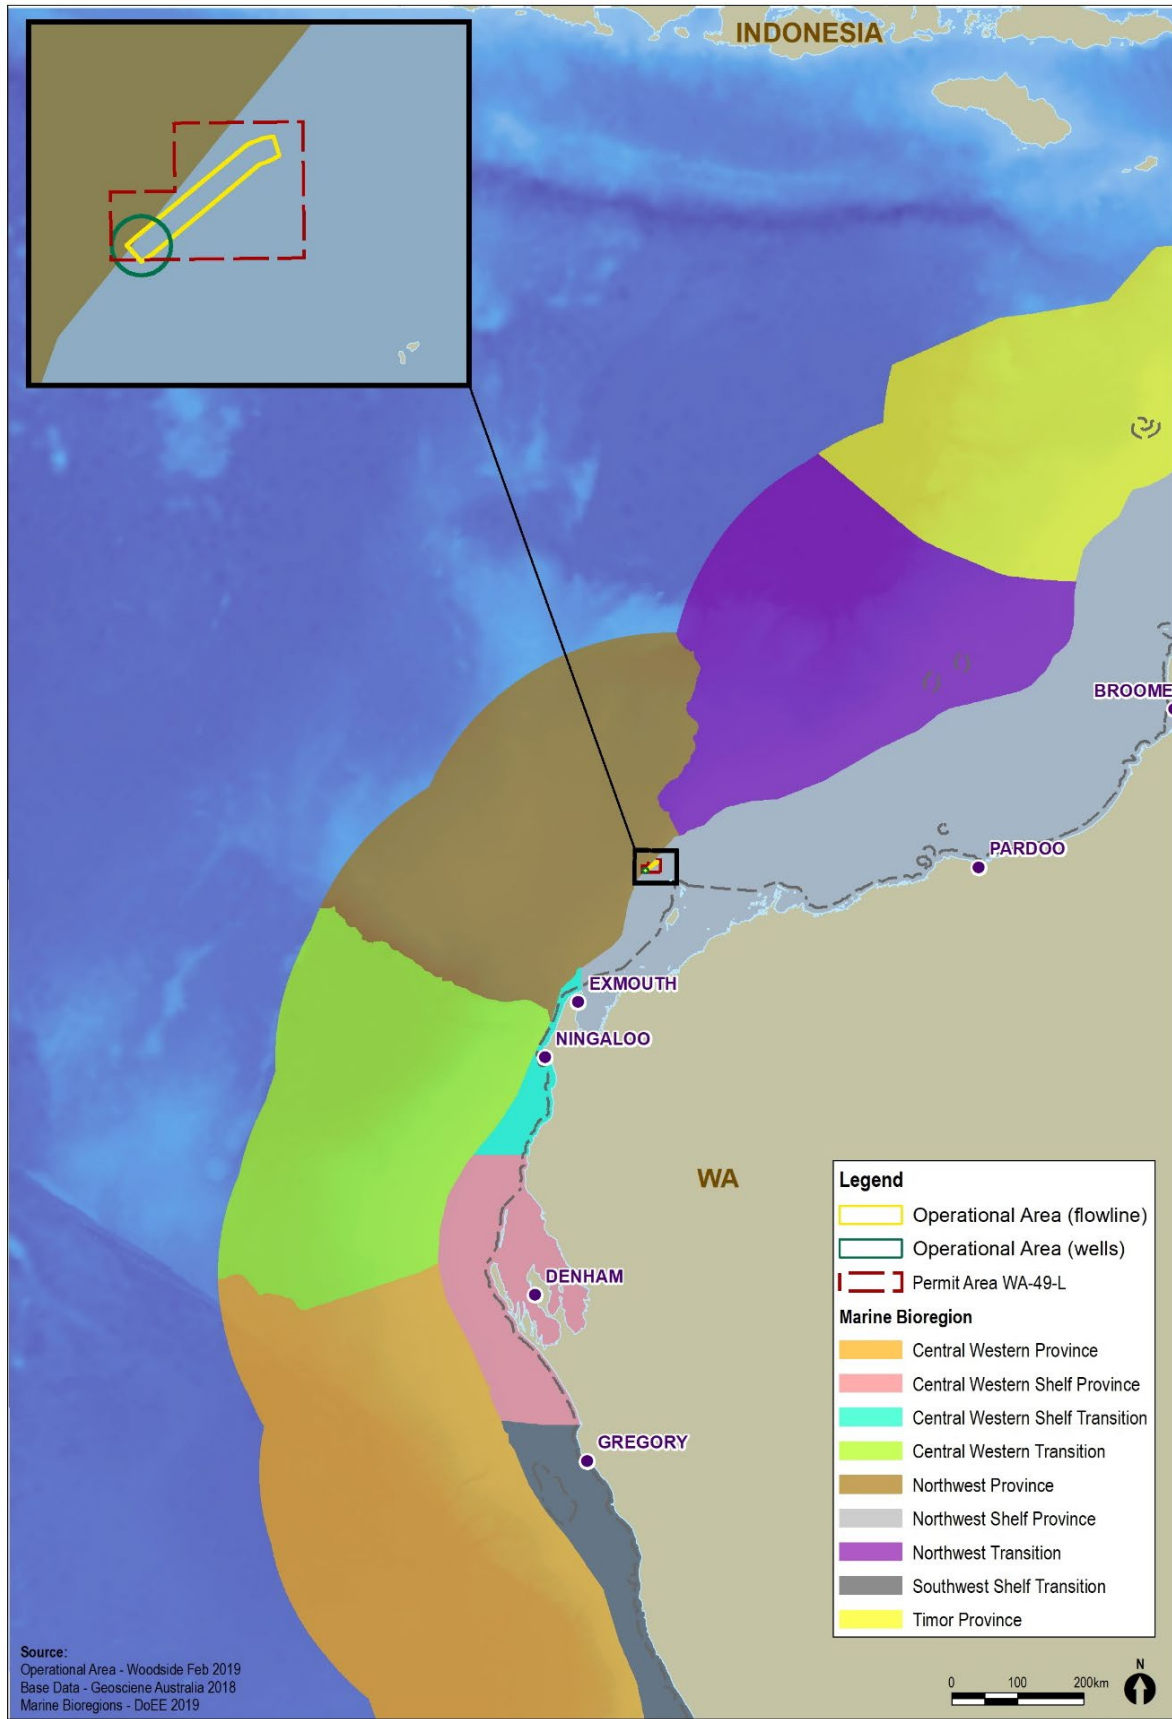 INDONESIA
BROOME
PARDOO
EXMOUTH
NINGALOO
WA
DENHAM
GREGORY
Legend
Operational Area (flowline)
Operational Area (wells)
Permit Area WA-49-L
Marine Bioregion
Central Western Province
Central Western Shelf Province
Central Western Shelf Transition
Central Western Transition
Northwest Province
Northwest Shelf Province
Northwest Transition
Southwest Shelf Transition
Timor Province
Source:
Operational Area - Woodside Feb 2019
Base Data - Geosciene Australia 2018
Marine Bioregions - DoEE 2019
0 100 200km
N